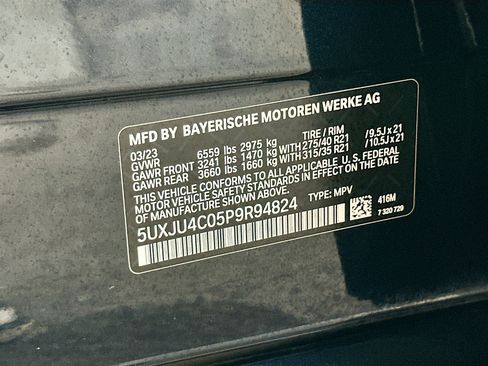 MFD BY BAYERISCHE MOTOREN WERKE AG
03/23 TIRE / RIM
GVWR 6559 lbs 2975 kg
GAWR FRONT 3241 lbs 1470 kg WITH 275/40 R21 / 9.5J x 21
GAWR REAR 3660 lbs 1660 kg WITH 315/35 R21 / 10.5J x 21
THIS VEHICLE CONFORMS TO ALL APPLICABLE U. S. FEDERAL
MOTOR VEHICLE SAFETY STANDARDS IN EFFECT ON THE DATE
OF MANUFACTURE SHOWN ABOVE.
5UXJU4C05P9R94824 TYPE: MPV
416M
7 320 729